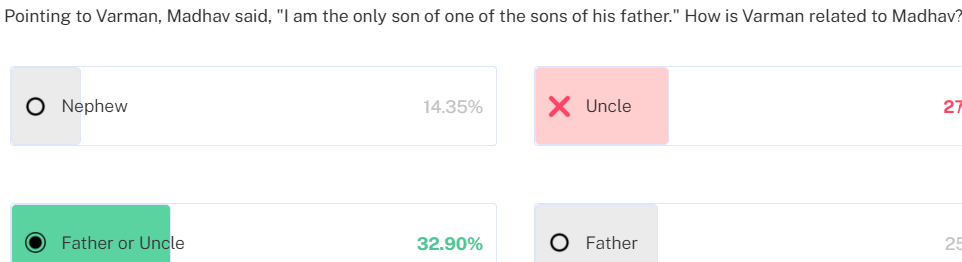 Pointing to Varman, Madhav said, "I am the only son of one of the sons of his father." How is Varman related to Madhav?
Nephew 14.35%
Uncle 27
Father or Uncle 32.90%
Father 25